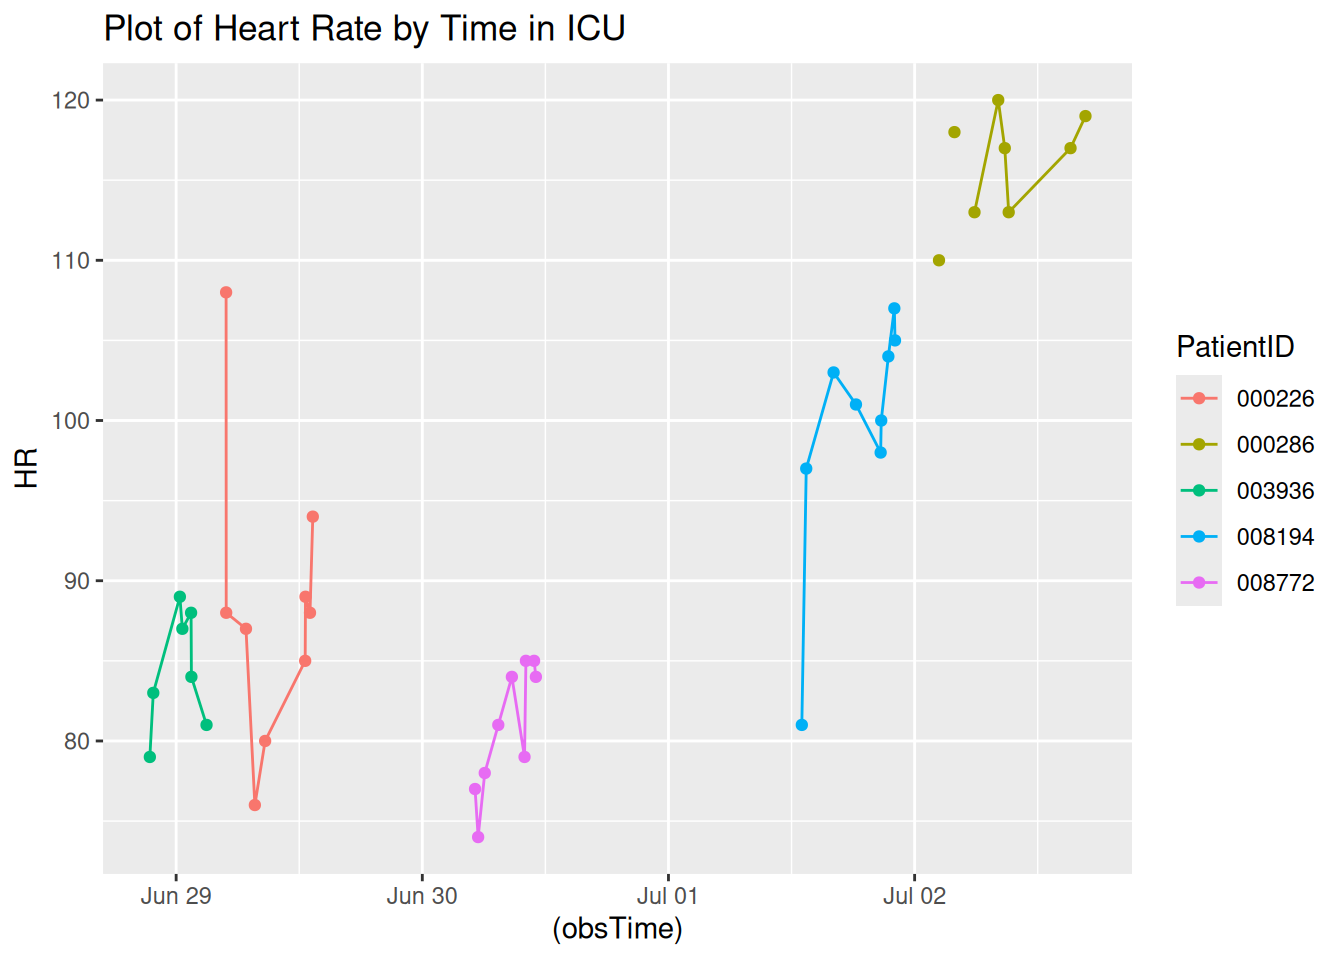 Plot of Heart Rate by Time in ICU
120
110
100
90
80
HR
Jun 29
Jun 30
Jul 01
Jul 02
(obsTime)
PatientID
000226
000286
003936
008194
008772